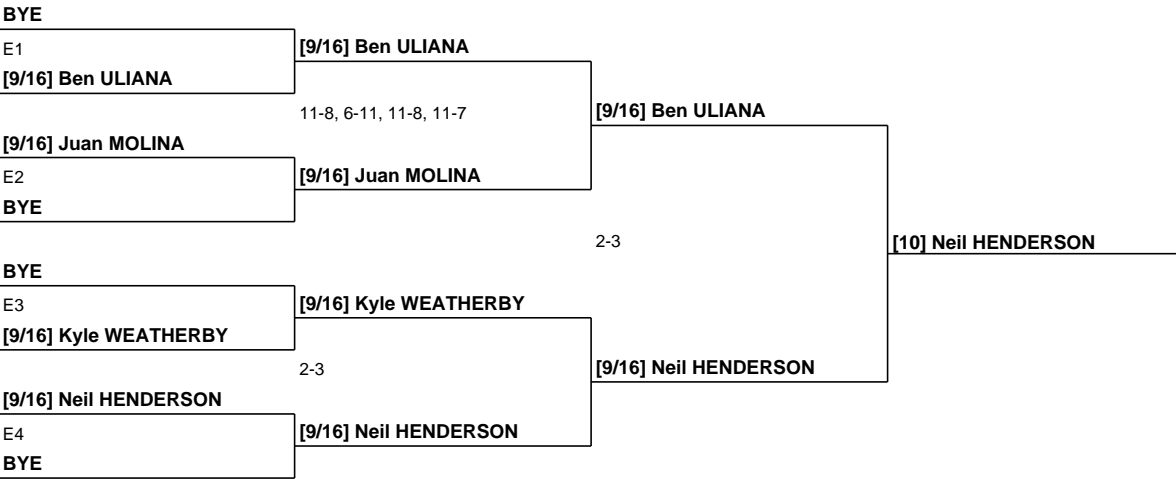 BYE
E1
[9/16] Ben ULIANA
[9/16] Ben ULIANA
11-8, 6-11, 11-8, 11-7
[9/16] Ben ULIANA
[9/16] Juan MOLINA
E2
[9/16] Juan MOLINA
BYE
2-3
[10] Neil HENDERSON
BYE
E3
[9/16] Kyle WEATHERBY
[9/16] Kyle WEATHERBY
2-3
[9/16] Neil HENDERSON
[9/16] Neil HENDERSON
E4
[9/16] Neil HENDERSON
BYE